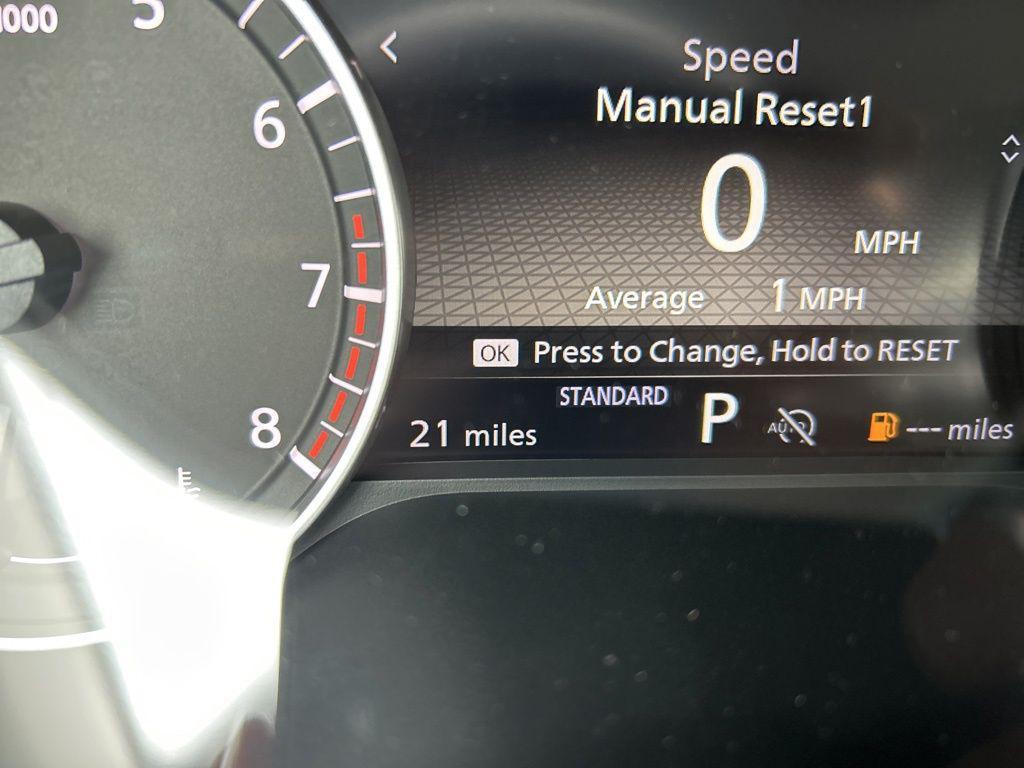 1000
5
6
7
8
Speed
Manual Reset1
0 MPH
Average 1 MPH
OK Press to Change, Hold to RESET
STANDARD
21 miles P AUTO --- miles